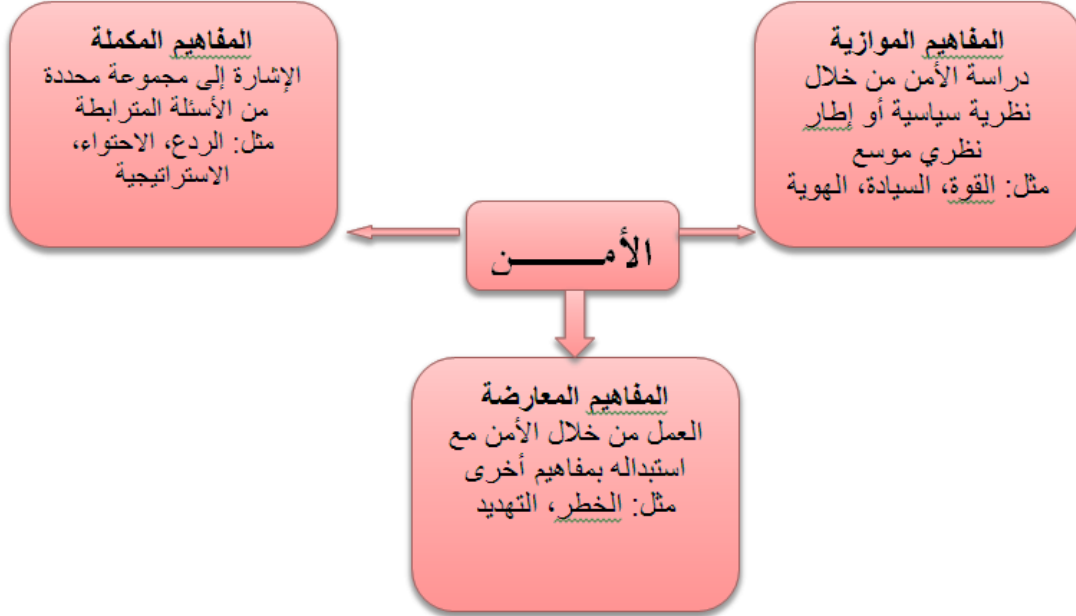 المفاهيم الموازية
دراسة الأمن من خلال
نظرية سياسية أو إطار
نظري موسع
مثل: القوة، السيادة، الهوية
المفاهيم المكملة
الإشارة إلى مجموعة محددة
من الأسئلة المترابطة
مثل: الردع، الاحتواء،
الاستراتيجية
الأمــــــن
المفاهيم المعارضة
العمل من خلال الأمن مع
استبداله بمفاهيم أخرى
مثل: الخطر، التهديد